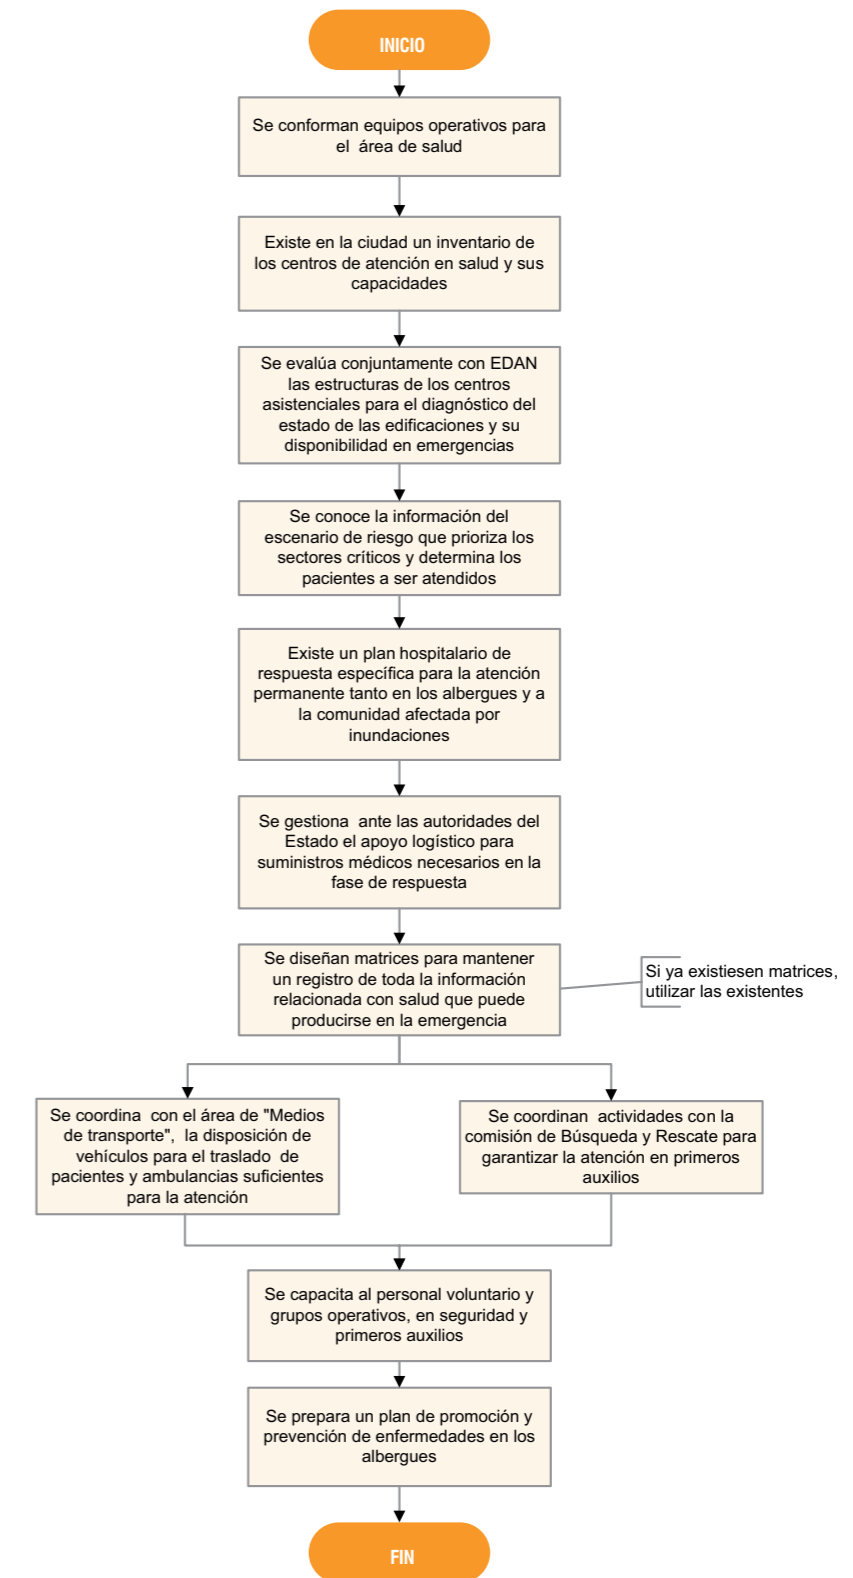 INICIO
Se conforman equipos operativos para
el área de salud
Existe en la ciudad un inventario de
los centros de atención en salud y sus
capacidades
Se evalúa conjuntamente con EDAN
las estructuras de los centros
asistenciales para el diagnóstico del
estado de las edificaciones y su
disponibilidad en emergencias
Se conoce la información del
escenario de riesgo que prioriza los
sectores críticos y determina los
pacientes a ser atendidos
Existe un plan hospitalario de
respuesta específica para la atención
permanente tanto en los albergues y a
la comunidad afectada por
inundaciones
Se gestiona ante las autoridades del
Estado el apoyo logístico para
suministros médicos necesarios en la
fase de respuesta
Se diseñan matrices para mantener
un registro de toda la información
relacionada con salud que puede
producirse en la emergencia
Si ya existiesen matrices,
utilizar las existentes
Se coordina con el área de "Medios
de transporte", la disposición de
vehículos para el traslado de
pacientes y ambulancias suficientes
para la atención
Se coordinan actividades con la
comisión de Búsqueda y Rescate para
garantizar la atención en primeros
auxilios
Se capacita al personal voluntario y
grupos operativos, en seguridad y
primeros auxilios
Se prepara un plan de promoción y
prevención de enfermedades en los
albergues
FIN